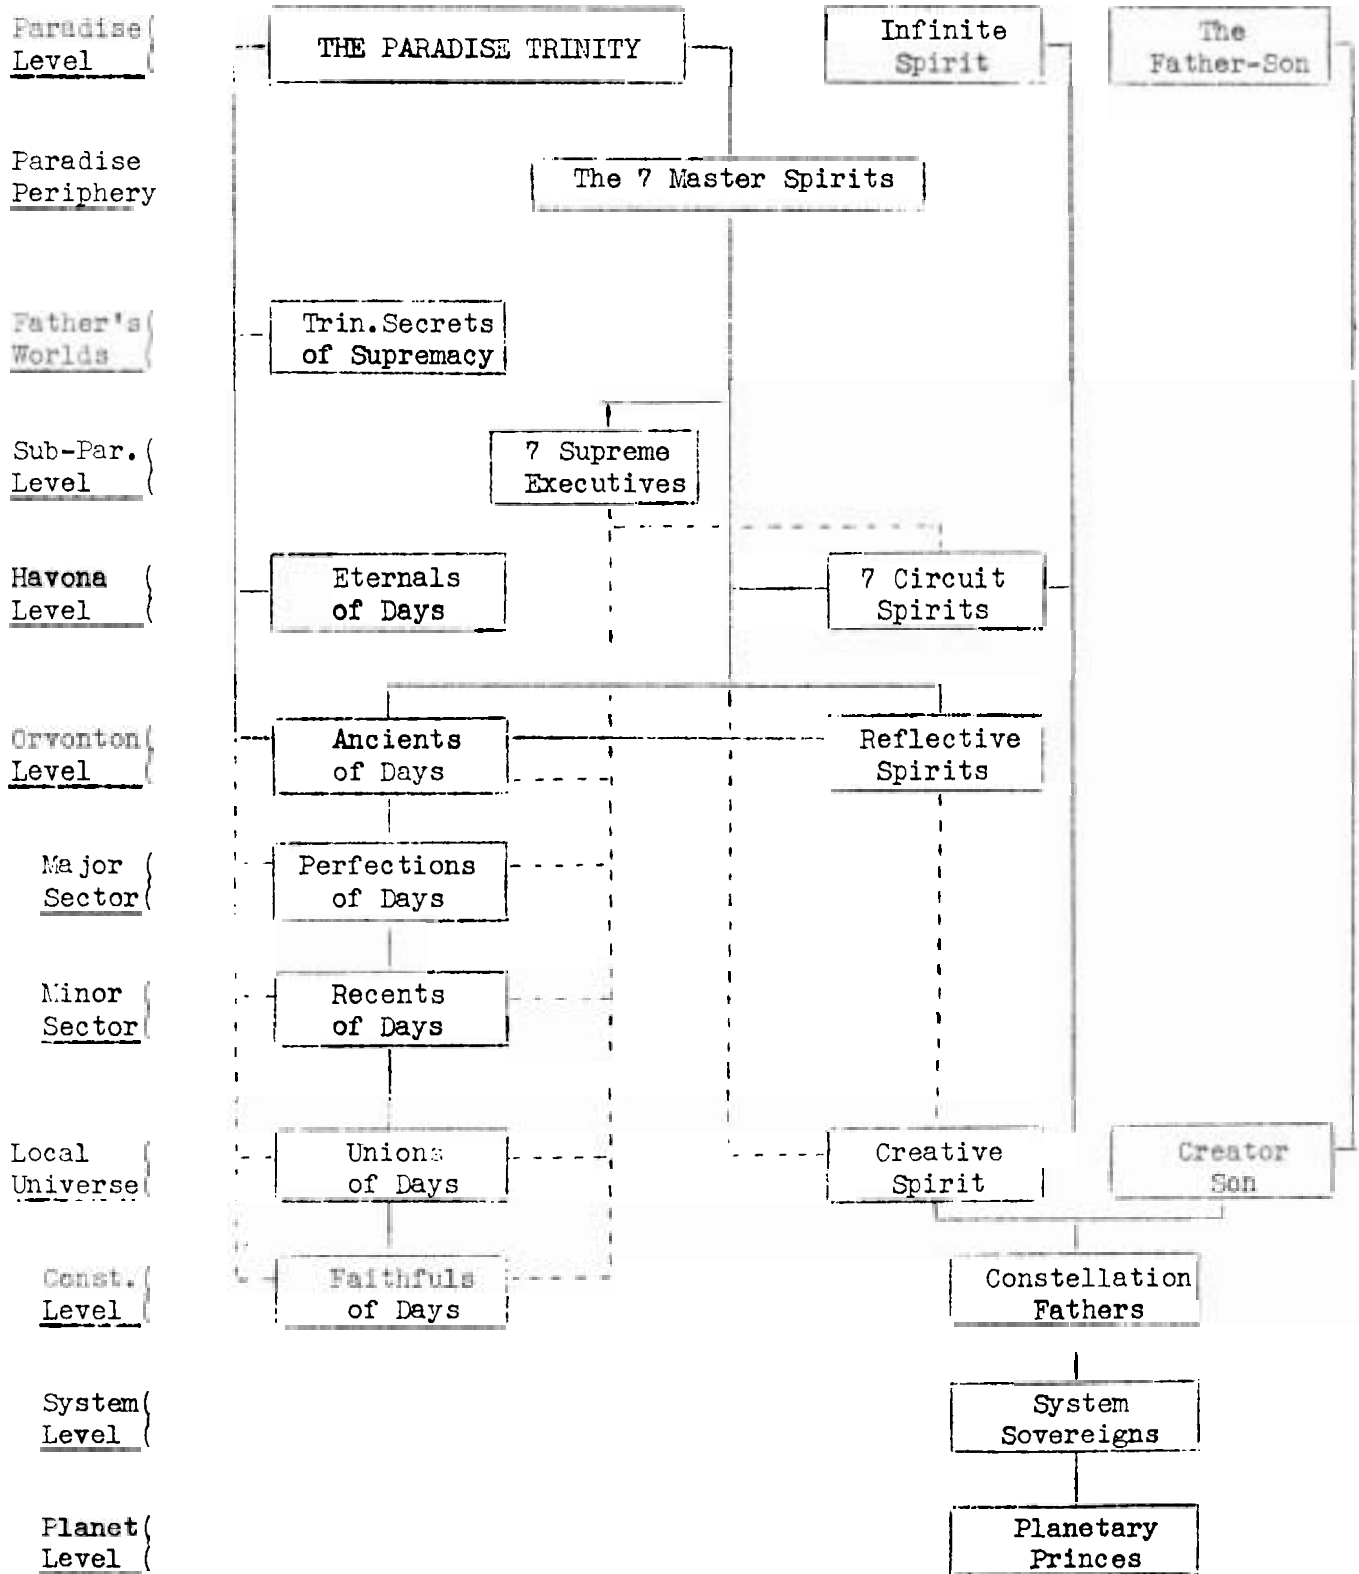 Paradise
Level
THE PARADISE TRINITY
Infinite
Spirit
The
Father-Son
Paradise
Periphery
The 7 Master Spirits
Father's
Worlds
Trin.Secrets
of Supremacy
Sub-Par.
Level
7 Supreme
Executives
Havona
Level
Eternals
of Days
7 Circuit
Spirits
Orvonton
Level
Ancients
of Days
Reflective
Spirits
Major
Sector
Perfections
of Days
Minor
Sector
Recents
of Days
Local
Universe
Unions
of Days
Creative
Spirit
Creator
Son
Const.
Level
Faithfuls
of Days
Constellation
Fathers
System
Level
System
Sovereigns
Planet
Level
Planetary
Princes